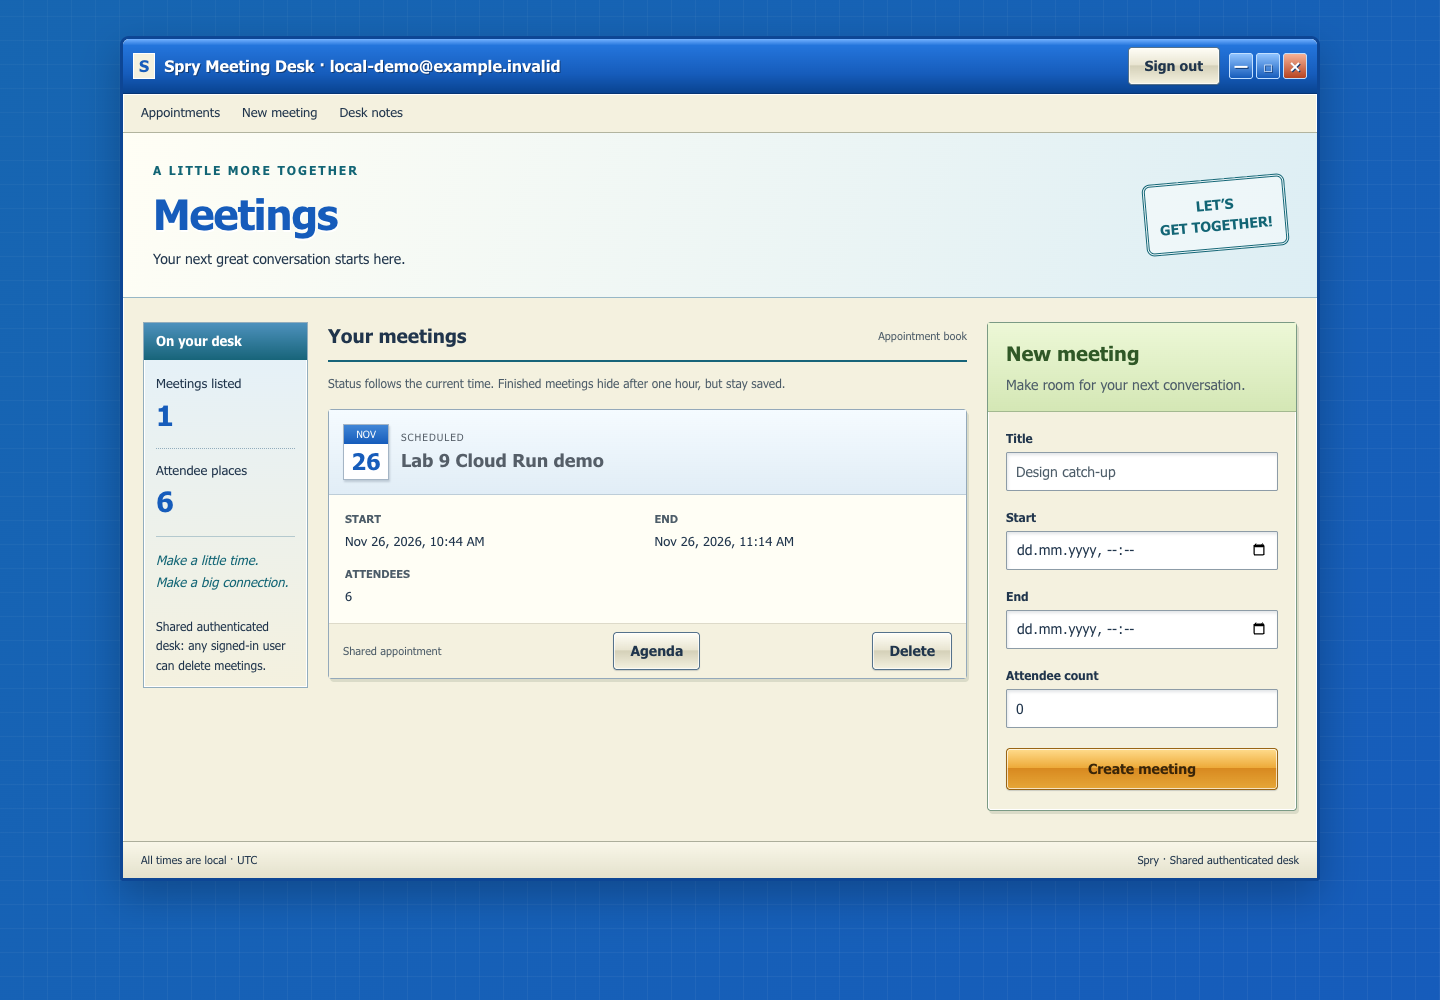 S Spry Meeting Desk · local-demo@example.invalid
Sign out
Appointments New meeting Desk notes
A LITTLE MORE TOGETHER
Meetings
Your next great conversation starts here.
LET'S
GET TOGETHER!
On your desk
Meetings listed
1
Attendee places
6
Make a little time.
Make a big connection.
Shared authenticated
desk: any signed-in user
can delete meetings.
Your meetings
Appointment book
Status follows the current time. Finished meetings hide after one hour, but stay saved.
NOV
26
SCHEDULED
Lab 9 Cloud Run demo
START
Nov 26, 2026, 10:44 AM
END
Nov 26, 2026, 11:14 AM
ATTENDEES
6
Shared appointment
Agenda
Delete
New meeting
Make room for your next conversation.
Title
Design catch-up
Start
dd.mm.yyyy, --:--
End
dd.mm.yyyy, --:--
Attendee count
0
Create meeting
All times are local · UTC
Spry · Shared authenticated desk